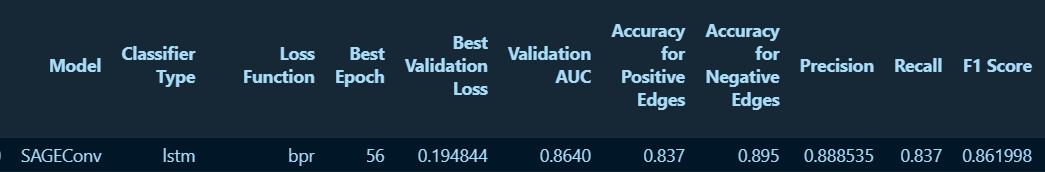 Model Classifier Type Loss Function Best Epoch Best Validation Loss Validation AUC Accuracy for Positive Edges Accuracy for Negative Edges Precision Recall F1 Score
SAGEConv lstm bpr 56 0.194844 0.8640 0.837 0.895 0.888535 0.837 0.861998